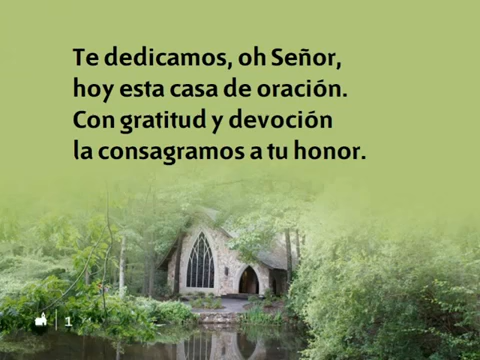 Te dedicamos, oh Señor,
hoy esta casa de oración.
Con gratitud y devoción
la consagramos a tu honor.
1